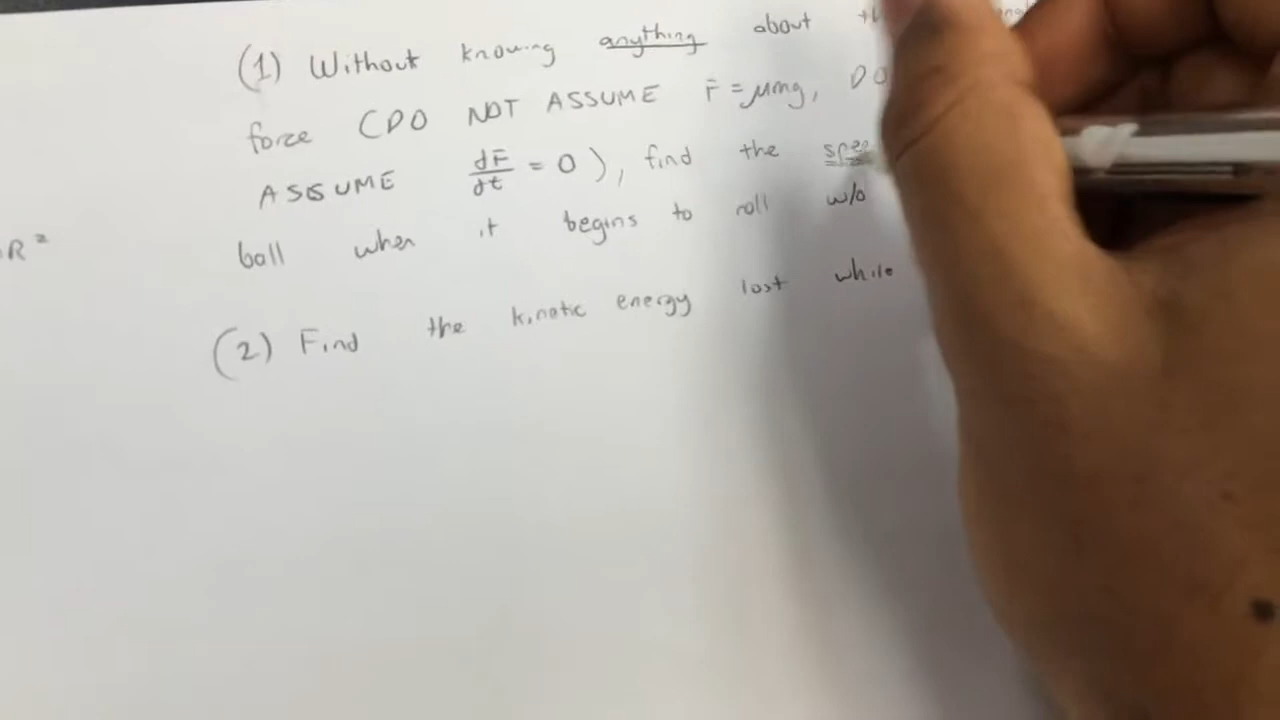 (1) Without knowing anything about
force (DO NOT ASSUME F = μmg, DO
ASSUME dF/dt = 0), find the
ball when it begins to roll w/o
R²
(2) Find the kinetic energy lost while